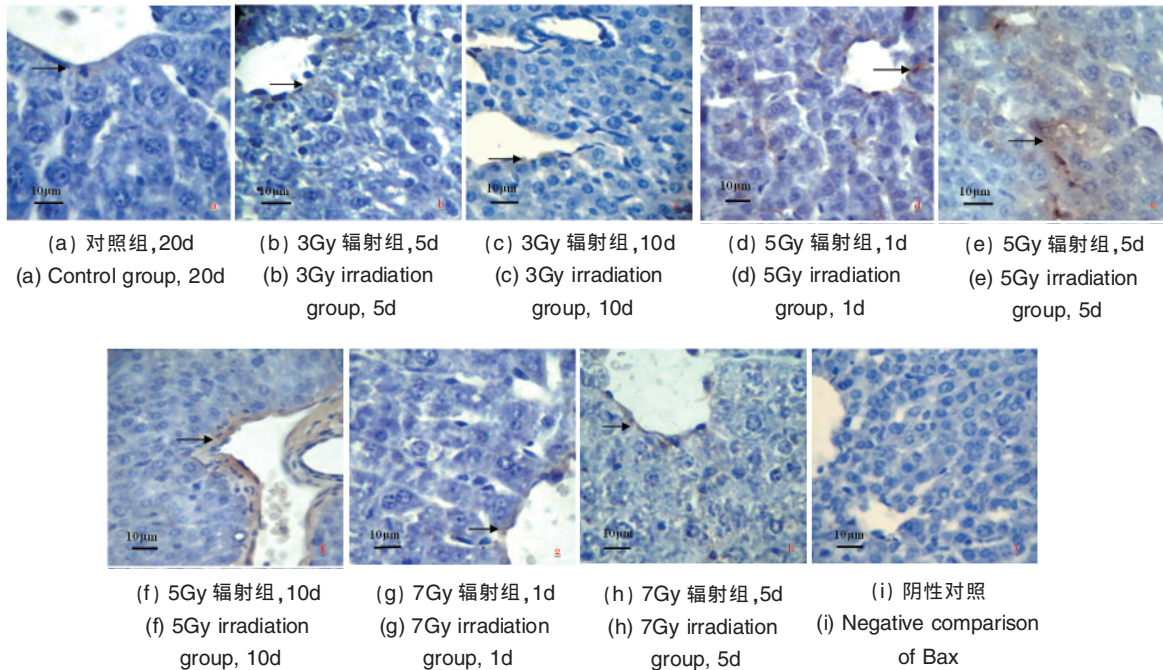 10μm
a
10μm
b
10μm
c
10μm
d
10μm
e
(a) 对照组,20d
(a) Control group, 20d
(b) 3Gy 辐射组,5d
(b) 3Gy irradiation
group, 5d
(c) 3Gy 辐射组,10d
(c) 3Gy irradiation
group, 10d
(d) 5Gy 辐射组,1d
(d) 5Gy irradiation
group, 1d
(e) 5Gy 辐射组,5d
(e) 5Gy irradiation
group, 5d
10μm
f
10μm
g
10μm
h
10μm
i
(f) 5Gy 辐射组,10d
(f) 5Gy irradiation
group, 10d
(g) 7Gy 辐射组,1d
(g) 7Gy irradiation
group, 1d
(h) 7Gy 辐射组,5d
(h) 7Gy irradiation
group, 5d
(i) 阴性对照
(i) Negative comparison
of Bax